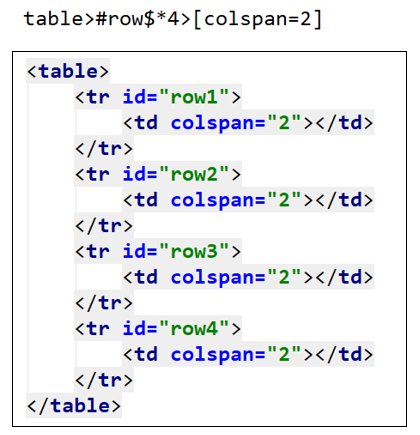 table>#row$*4>[colspan=2]
<table>
    <tr id="row1">
        <td colspan="2"></td>
    </tr>
    <tr id="row2">
        <td colspan="2"></td>
    </tr>
    <tr id="row3">
        <td colspan="2"></td>
    </tr>
    <tr id="row4">
        <td colspan="2"></td>
    </tr>
</table>